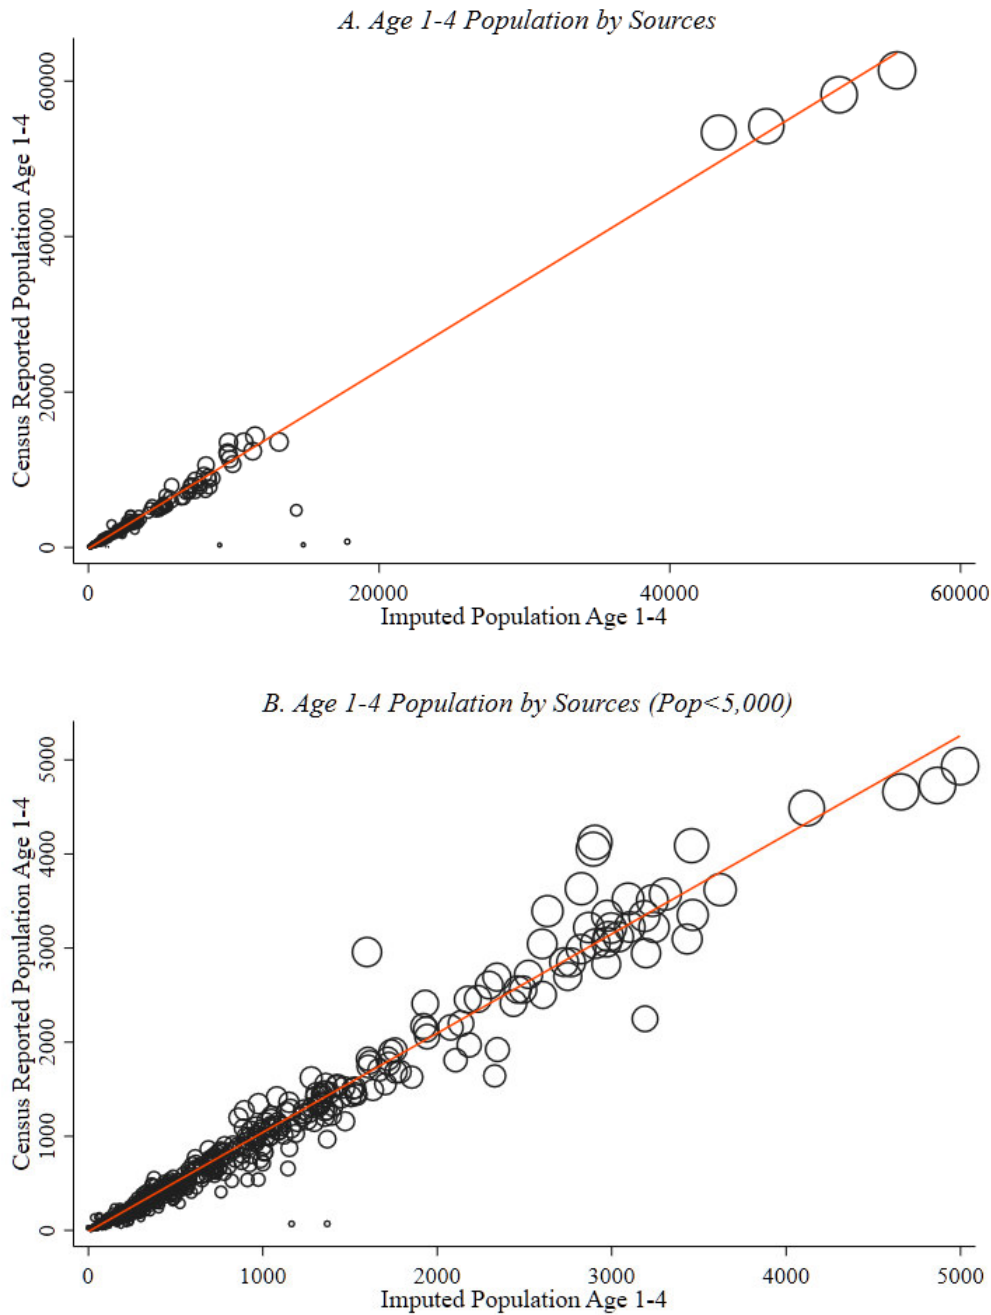 A. Age 1-4 Population by Sources
Census Reported Population Age 1-4
60000
40000
20000
0
0 20000 40000 60000
Imputed Population Age 1-4
B. Age 1-4 Population by Sources (Pop<5,000)
Census Reported Population Age 1-4
5000
4000
3000
2000
1000
0
0 1000 2000 3000 4000 5000
Imputed Population Age 1-4